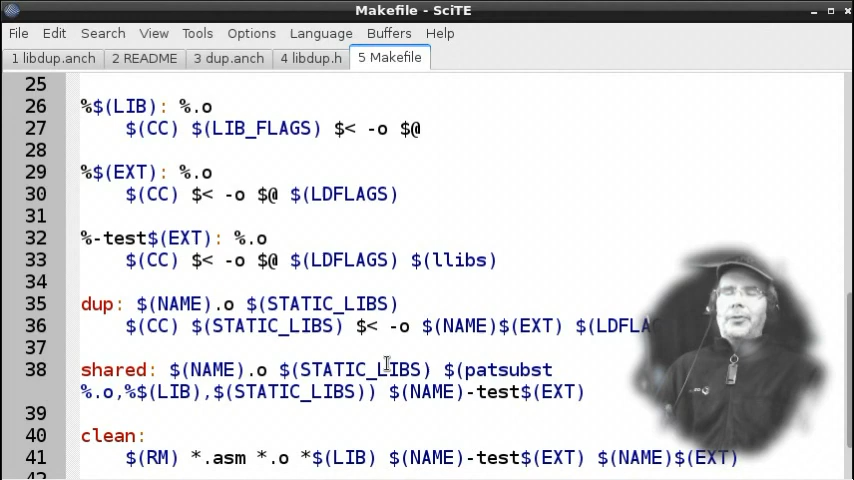 Makefile - SciTE
File Edit Search View Tools Options Language Buffers Help
1 libdup.anch 2 README 3 dup.anch 4 libdup.h 5 Makefile
25
26 %$(LIB): %.o
27 $(CC) $(LIB_FLAGS) $< -o $@
28
29 %$(EXT): %.o
30 $(CC) $< -o $@ $(LDFLAGS)
31
32 %-test$(EXT): %.o
33 $(CC) $< -o $@ $(LDFLAGS) $(llibs)
34
35 dup: $(NAME).o $(STATIC_LIBS)
36 $(CC) $(STATIC_LIBS) $< -o $(NAME)$(EXT)
37
38 shared: $(NAME).o $(STATIC_LIBS) $(patsubst
%.o,%$(LIB),$(STATIC_LIBS)) $(NAME)-test$(EXT)
39
40 clean:
41 $(RM) *.asm *.o *$(LIB) $(NAME)-test$(EXT) $(NAME)$(EXT)